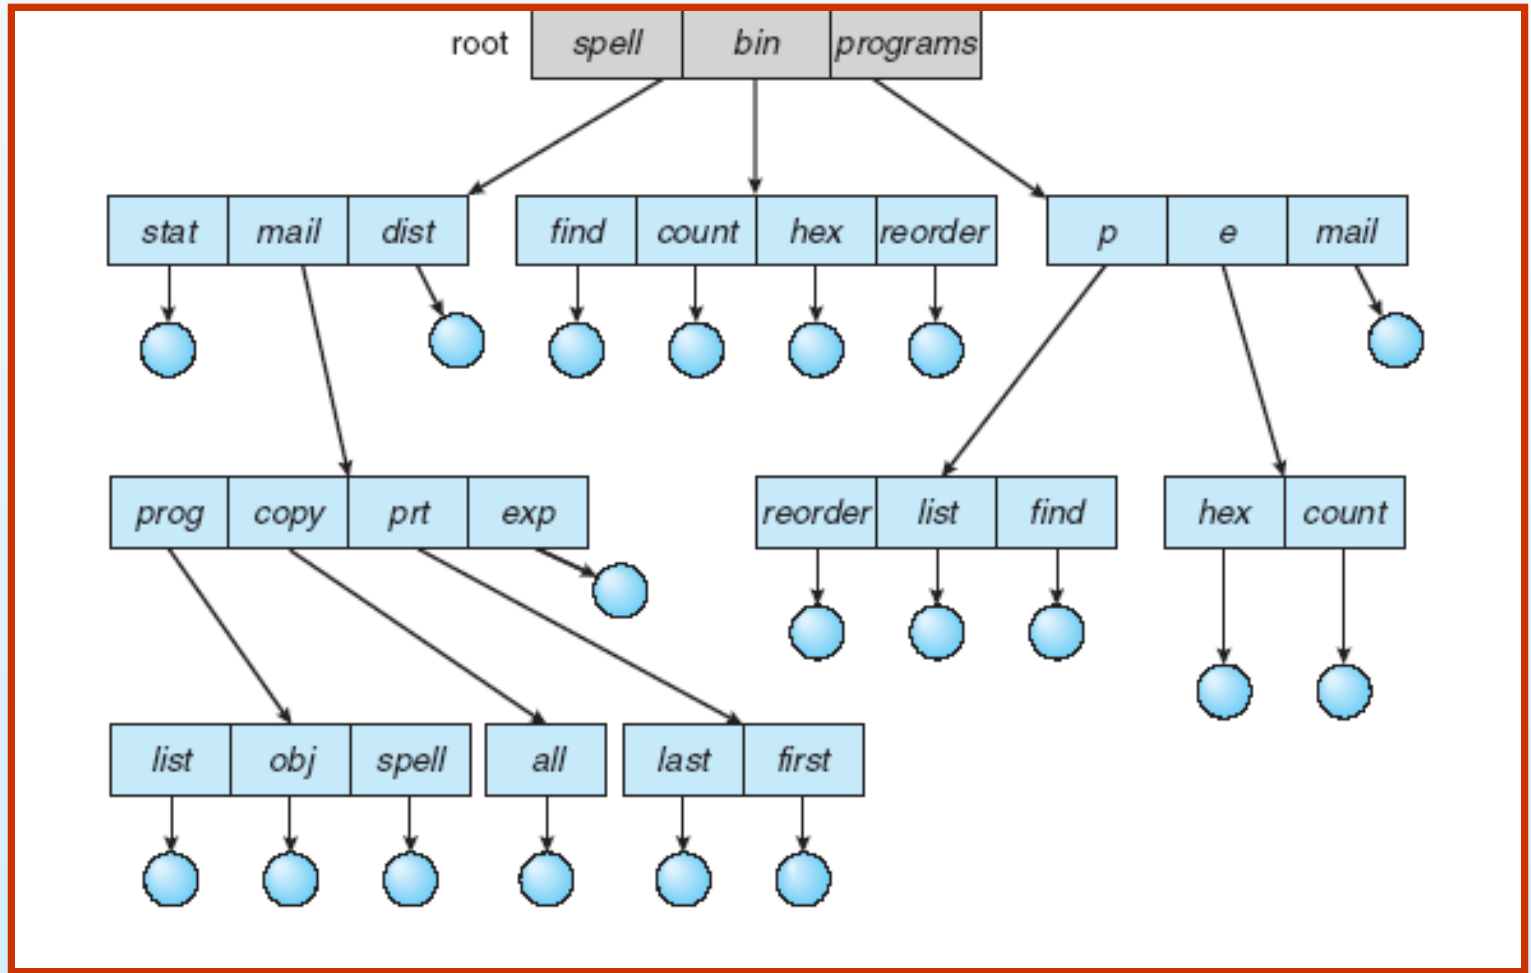 root spell bin programs
stat mail dist find count hex reorder p e mail
prog copy prt exp reorder list find hex count
list obj spell all last first